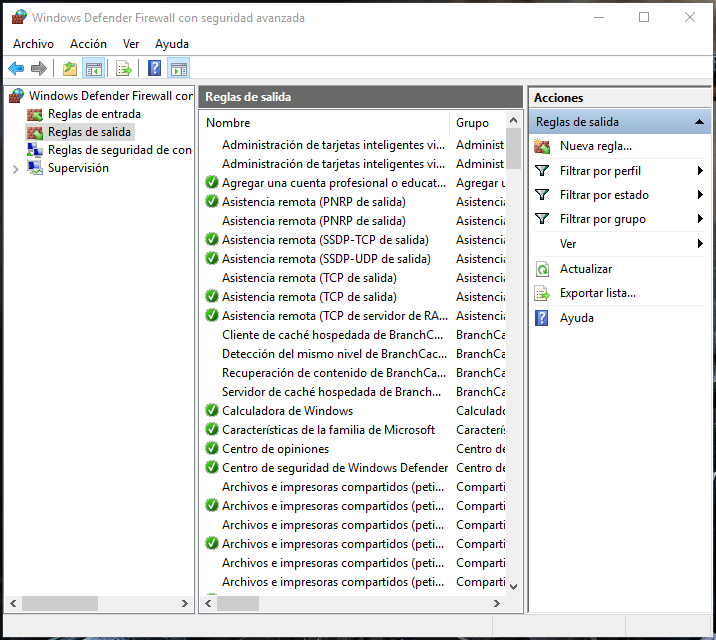 Windows Defender Firewall con seguridad avanzada
Archivo Acción Ver Ayuda
Windows Defender Firewall con
Reglas de entrada
Reglas de salida
Reglas de seguridad de con
Supervisión
Reglas de salida
Nombre Grupo
Administración de tarjetas inteligentes vi... Administ
Administración de tarjetas inteligentes vi... Administ
Agregar una cuenta profesional o educat... Agregar u
Asistencia remota (PNRP de salida) Asistencia
Asistencia remota (PNRP de salida) Asistencia
Asistencia remota (SSDP-TCP de salida) Asistencia
Asistencia remota (SSDP-UDP de salida) Asistencia
Asistencia remota (TCP de salida) Asistencia
Asistencia remota (TCP de salida) Asistencia
Asistencia remota (TCP de servidor de RA... Asistencia
Cliente de caché hospedada de BranchC... BranchCa
Detección del mismo nivel de BranchCac... BranchCa
Recuperación de contenido de BranchCa... BranchCa
Servidor de caché hospedada de Branch... BranchCa
Calculadora de Windows Calculado
Características de la familia de Microsoft Caracterís
Centro de opiniones Centro de
Centro de seguridad de Windows Defender Centro de
Archivos e impresoras compartidos (peti... Comparti
Archivos e impresoras compartidos (peti... Comparti
Archivos e impresoras compartidos (peti... Comparti
Archivos e impresoras compartidos (peti... Comparti
Archivos e impresoras compartidos (peti... Comparti
Archivos e impresoras compartidos (peti... Comparti
Acciones
Reglas de salida
Nueva regla...
Filtrar por perfil
Filtrar por estado
Filtrar por grupo
Ver
Actualizar
Exportar lista...
Ayuda